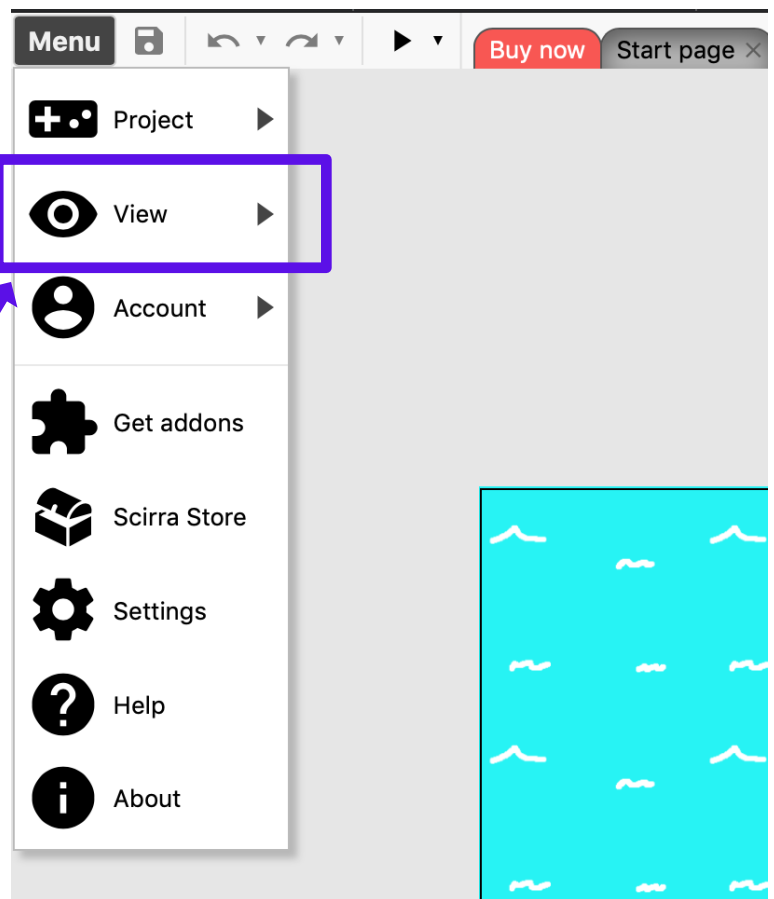 Menu
Buy now
Start page
Project
View
Account
Get addons
Scirra Store
Settings
Help
About